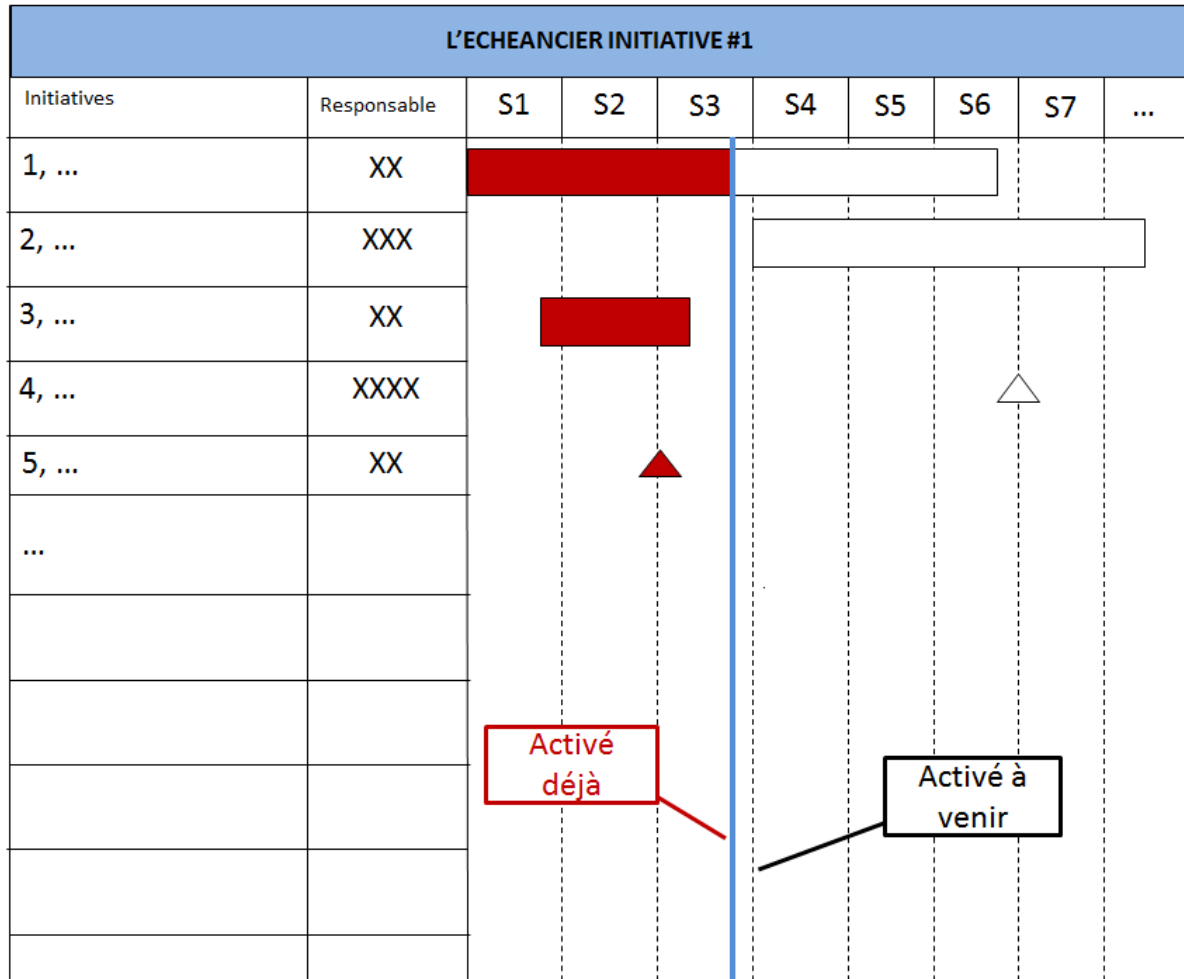 L'ECHEANCIER INITIATIVE #1
Initiatives Responsable S1 S2 S3 S4 S5 S6 S7 ...
1, ... XX
2, ... XXX
3, ... XX
4, ... XXXX
5, ... XX
...
Activé
déjà
Activé à
venir